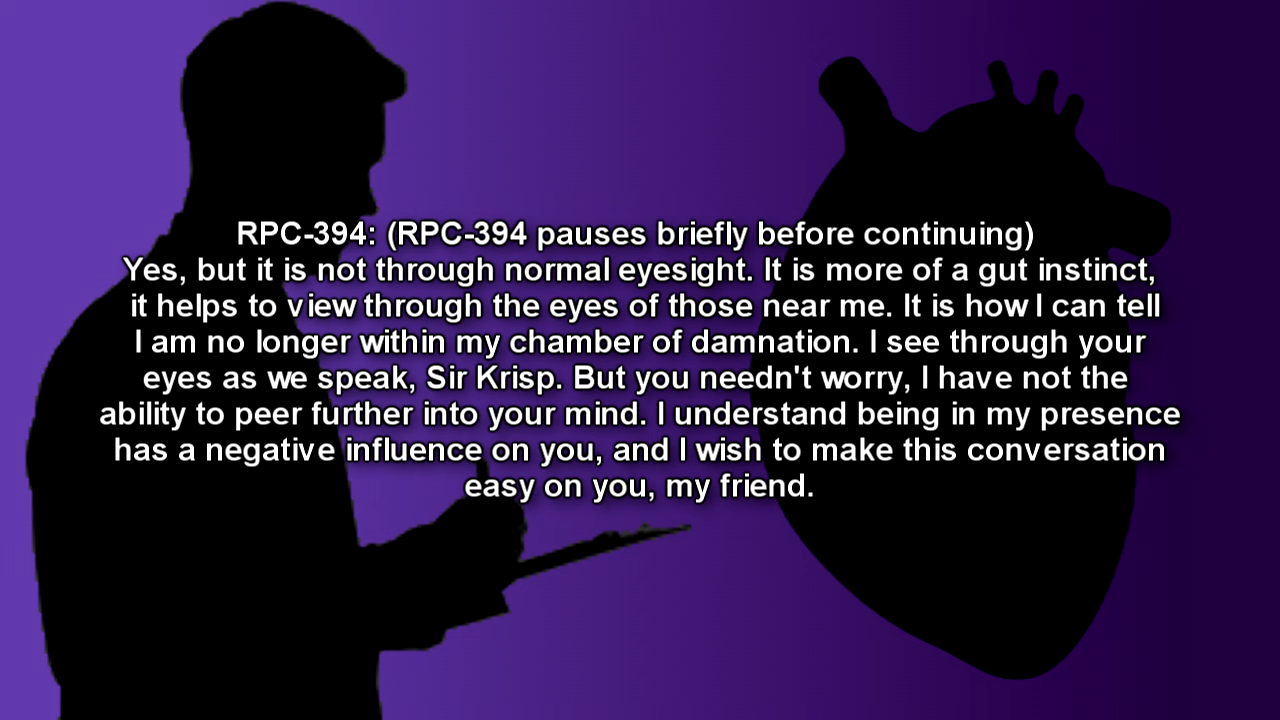 RPC-394: (RPC-394 pauses briefly before continuing)
Yes, but it is not through normal eyesight. It is more of a gut instinct,
it helps to view through the eyes of those near me. It is how I can tell
I am no longer within my chamber of damnation. I see through your
eyes as we speak, Sir Krisp. But you needn't worry, I have not the
ability to peer further into your mind. I understand being in my presence
has a negative influence on you, and I wish to make this conversation
easy on you, my friend.